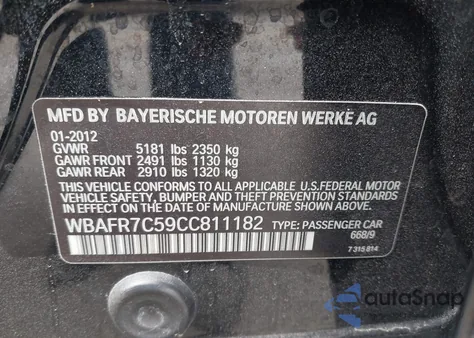 MFD BY BAYERISCHE MOTOREN WERKE AG
01-2012
GVWR 5181 lbs 2350 kg
GAWR FRONT 2491 lbs 1130 kg
GAWR REAR 2910 lbs 1320 kg
THIS VEHICLE CONFORMS TO ALL APPLICABLE U.S.FEDERAL MOTOR
VEHICLE SAFETY, BUMPER AND THEFT PREVENTION STANDARDS
IN EFFECT ON THE DATE OF MANUFACTURE SHOWN ABOVE.
WBAFR7C59CC811182 TYPE: PASSENGER CAR
668/9
7 315 814
autoSnap